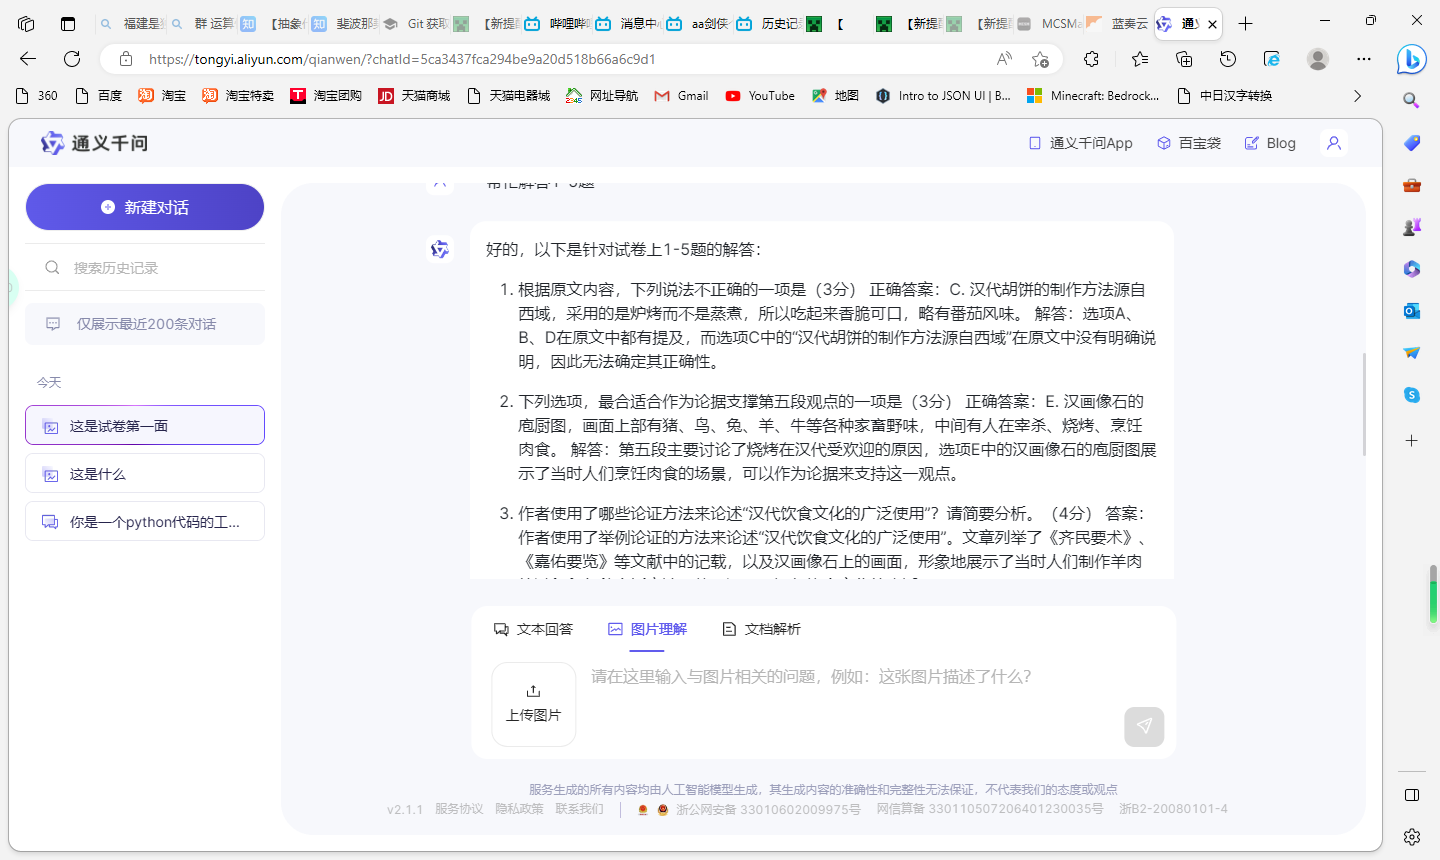 福建是
群 运算
【抽象
斐波那
Git 获取
【新提
哔哩哔
消息中心
aa剑侠
历史记
【
【新提
【新提
MCSMa
蓝奏云
通义
https://tongyi.aliyun.com/qianwen/?chatId=5ca3437fca294be9a20d518b66a6c9d1
360
百度
淘宝
淘宝特卖
淘宝团购
天猫商城
天猫电器城
网址导航
Gmail
YouTube
地图
Intro to JSON UI | B...
Minecraft: Bedrock...
中日汉字转换
通义千问
通义千问App
百宝袋
Blog
新建对话
搜索历史记录
仅展示最近200条对话
今天
这是试卷第一面
这是什么
你是一个python代码的工...
帮忙解答1-5题
好的，以下是针对试卷上1-5题的解答：
1. 根据原文内容，下列说法不正确的一项是（3分） 正确答案：C. 汉代胡饼的制作方法源自
西域，采用的是炉烤而不是蒸煮，所以吃起来香脆可口，略有番茄风味。 解答：选项A、
B、D在原文中都有提及，而选项C中的“汉代胡饼的制作方法源自西域”在原文中没有明确说
明，因此无法确定其正确性。
2. 下列选项，最合适合作为论据支撑第五段观点的一项是（3分） 正确答案：E. 汉画像石的
庖厨图，画面上部有猪、鸟、兔、羊、牛等各种家畜野味，中间有人在宰杀、烧烤、烹饪
肉食。 解答：第五段主要讨论了烧烤在汉代受欢迎的原因，选项E中的汉画像石的庖厨图展
示了当时人们烹饪肉食的场景，可以作为论据来支持这一观点。
3. 作者使用了哪些论证方法来论述“汉代饮食文化的广泛使用”？请简要分析。（4分） 答案：
作者使用了举例论证的方法来论述“汉代饮食文化的广泛使用”。文章列举了《齐民要术》、
《嘉佑要览》等文献中的记载，以及汉画像石上的画面，形象地展示了当时人们制作羊肉
文本回答
图片理解
文档解析
上传图片
请在这里输入与图片相关的问题，例如：这张图片描述了什么？
服务生成的所有内容均由人工智能模型生成，其生成内容的准确性和完整性无法保证，不代表我们的态度或观点
v2.1.1 服务协议 隐私政策 联系我们 | 浙公网安备 33010602009975号 网信算备 330110507206401230035号 浙B2-20080101-4